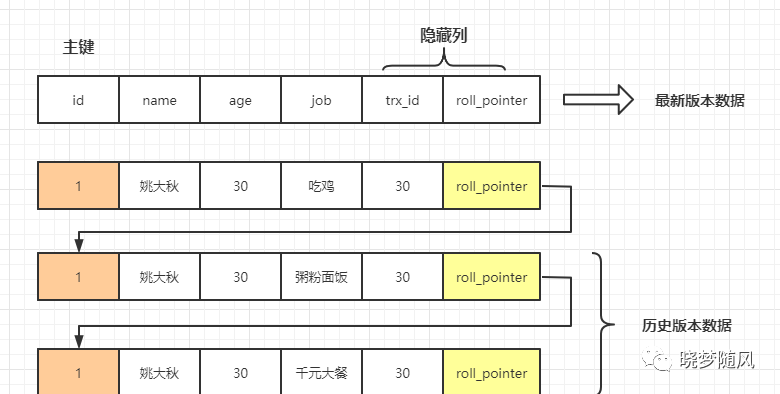 主键
隐藏列
id name age job trx_id roll_pointer
最新版本数据
1 姚大秋 30 吃鸡 30 roll_pointer
1 姚大秋 30 粥粉面饭 30 roll_pointer
历史版本数据
晓梦随风
1 姚大秋 30 千元大餐 30 roll_pointer